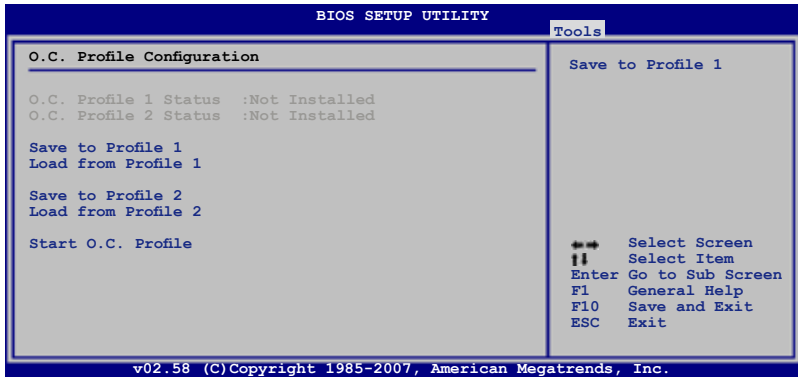 BIOS SETUP UTILITY
Tools
O.C. Profile Configuration
O.C. Profile 1 Status :Not Installed
O.C. Profile 2 Status :Not Installed
Save to Profile 1
Load from Profile 1
Save to Profile 2
Load from Profile 2
Start O.C. Profile
Save to Profile 1
Select Screen
Select Item
Enter Go to Sub Screen
F1 General Help
F10 Save and Exit
ESC Exit
v02.58 (C)Copyright 1985-2007, American Megatrends, Inc.